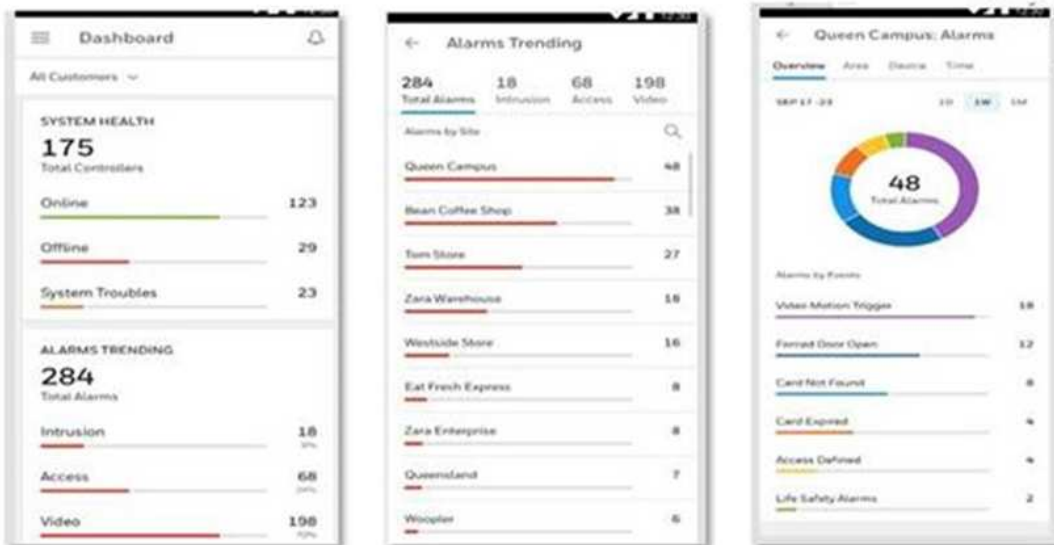 Dashboard
All Customers
SYSTEM HEALTH
175
Total Controllers
Online 123
Offline 29
System Troubles 23
ALARMS TRENDING
284
Total Alarms
Intrusion 18
Access 68
Video 198
Alarms Trending
284 18 68 198
Total Alarms Intrusion Access Video
Alarms by Site
Queen Campus 48
Bean Coffee Shop 38
Tom Store 27
Zara Warehouse 18
Westside Store 16
Eat Fresh Express 8
Zara Enterprise 8
Queensland 7
Woopler 6
Queen Campus: Alarms
Overview Area Device Time
SEP 17 -23 1D 1W 1M
48
Total Alarms
Alarms by Events
Video Motion Trigger 18
Forced Door Open 12
Card Not Found 8
Card Expired 4
Access Defined 4
Life Safety Alarms 2